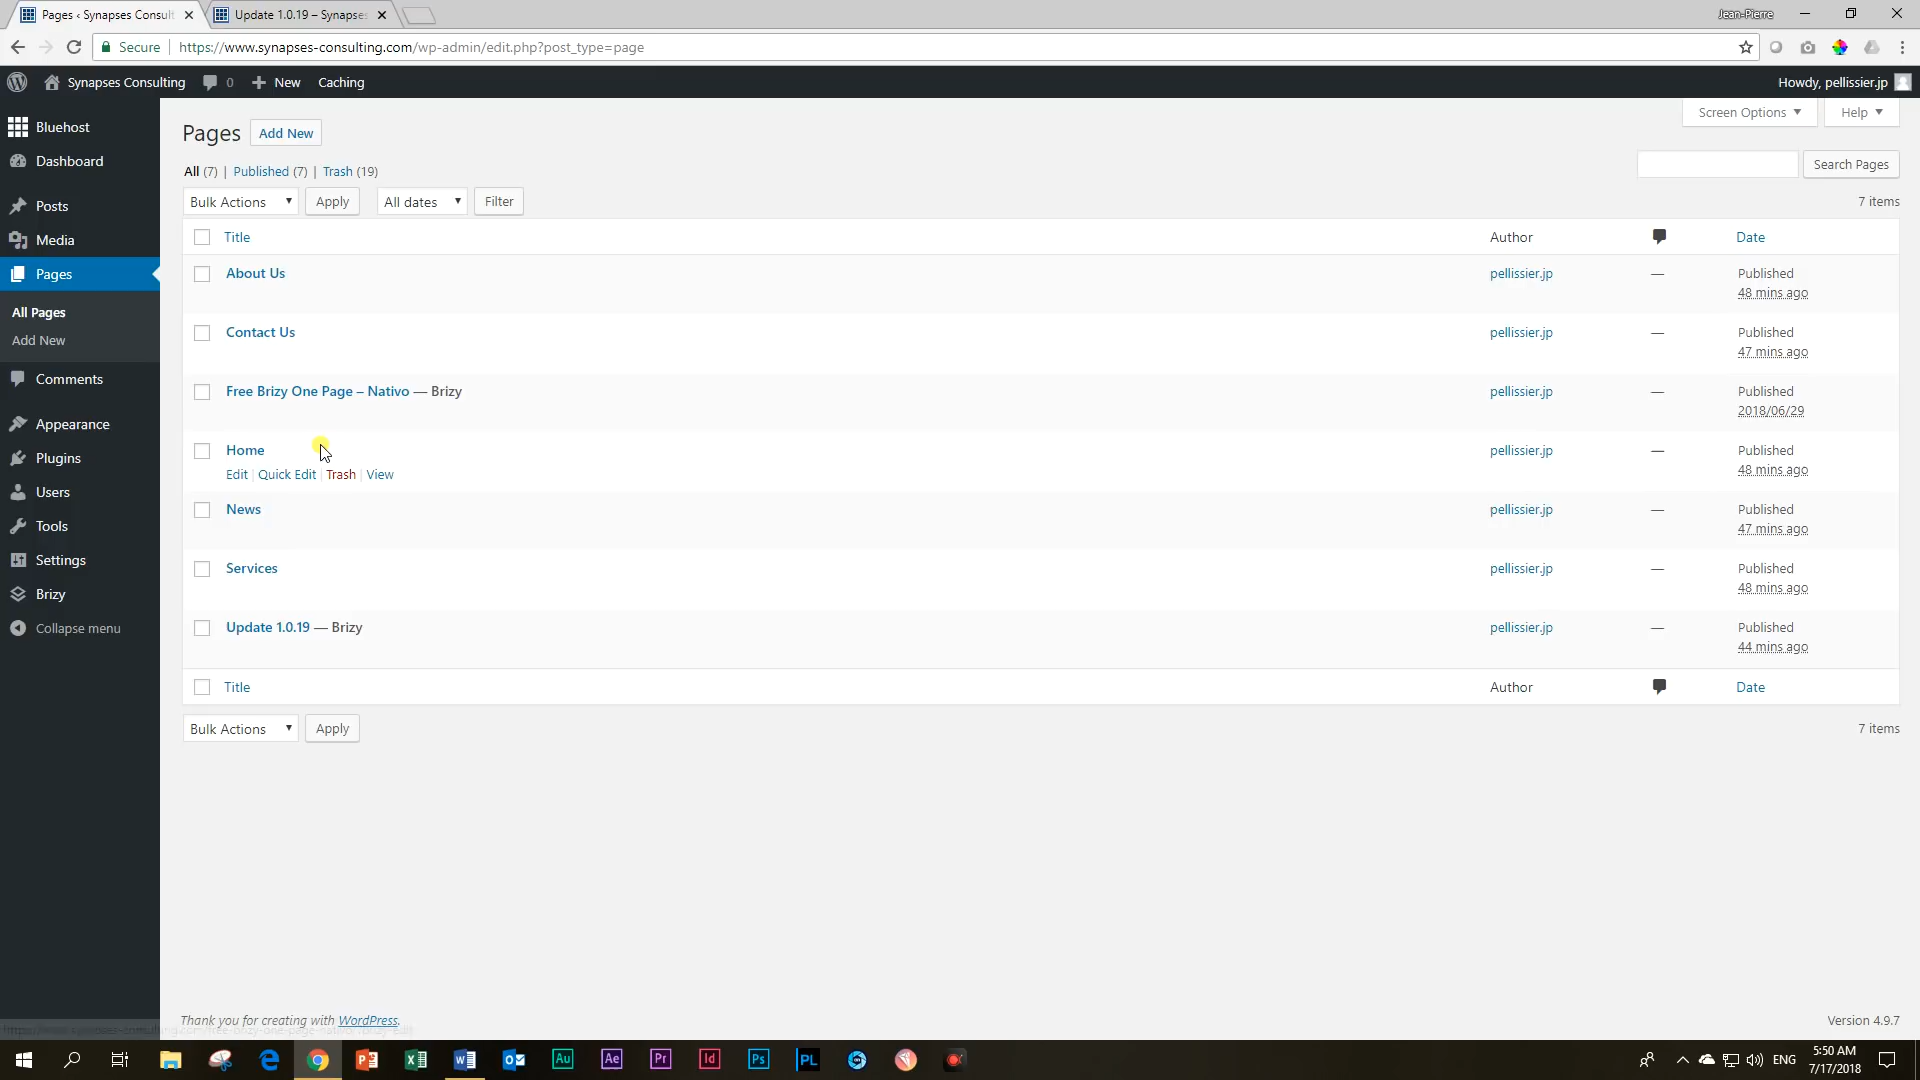 Pages ‹ Synapses Consult
Update 1.0.19 – Synapses
Jean-Pierre
Secure
https://www.synapses-consulting.com/wp-admin/edit.php?post_type=page
Synapses Consulting
0
New
Caching
Howdy, pellissier.jp
Bluehost
Dashboard
Posts
Media
Pages
All Pages
Add New
Comments
Appearance
Plugins
Users
Tools
Settings
Brizy
Collapse menu
Pages
Add New
Screen Options
Help
All (7) | Published (7) | Trash (19)
Search Pages
Bulk Actions
Apply
All dates
Filter
7 items
Title
Author
Date
About Us
pellissier.jp
—
Published
48 mins ago
Contact Us
pellissier.jp
—
Published
47 mins ago
Free Brizy One Page – Nativo — Brizy
pellissier.jp
—
Published
2018/06/29
Home
Edit | Quick Edit | Trash | View
pellissier.jp
—
Published
48 mins ago
News
pellissier.jp
—
Published
47 mins ago
Services
pellissier.jp
—
Published
48 mins ago
Update 1.0.19 — Brizy
pellissier.jp
—
Published
44 mins ago
Title
Author
Date
Bulk Actions
Apply
7 items
Thank you for creating with WordPress.
Version 4.9.7
Au
Ae
Pr
Id
Ps
PL
ENG
5:50 AM
7/17/2018